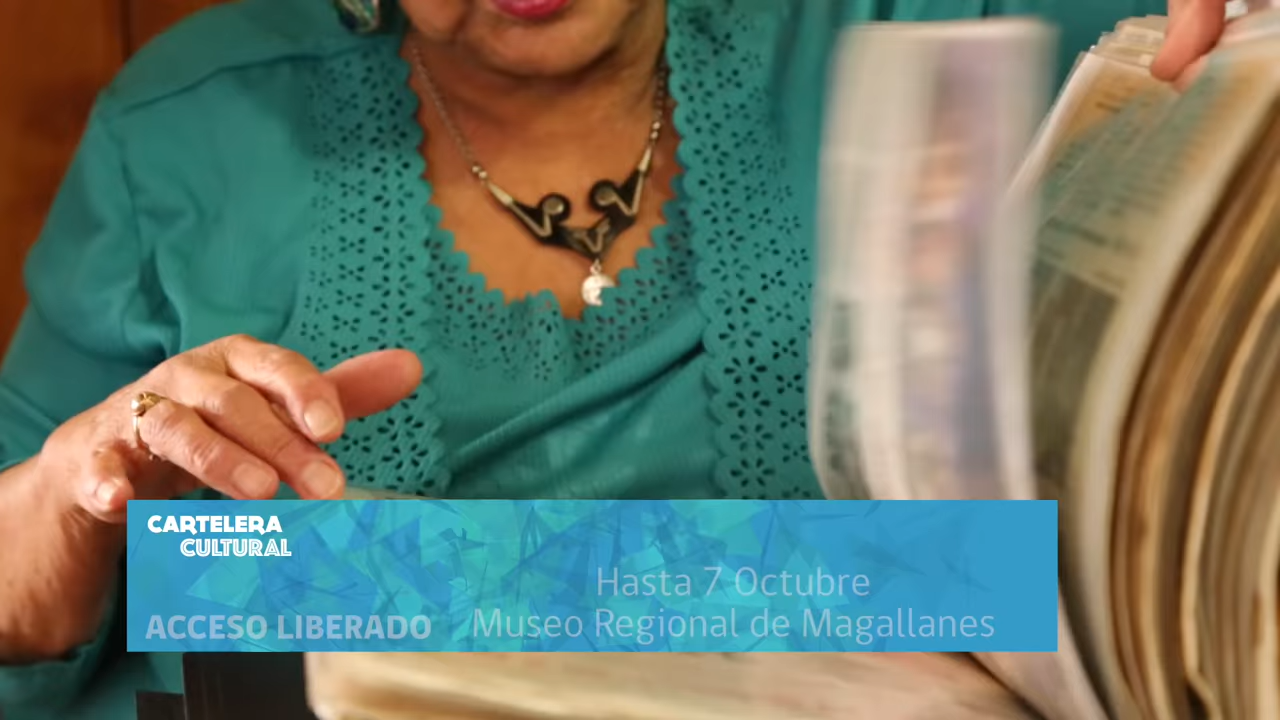 CARTELERA
CULTURAL
Hasta 7 Octubre
ACCESO LIBERADO
Museo Regional de Magallanes